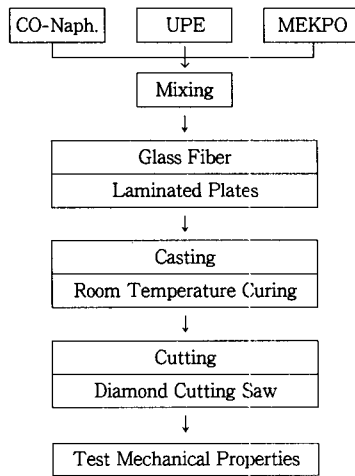 CO-Naph. UPE MEKPO
Mixing
Glass Fiber
Laminated Plates
Casting
Room Temperature Curing
Cutting
Diamond Cutting Saw
Test Mechanical Properties